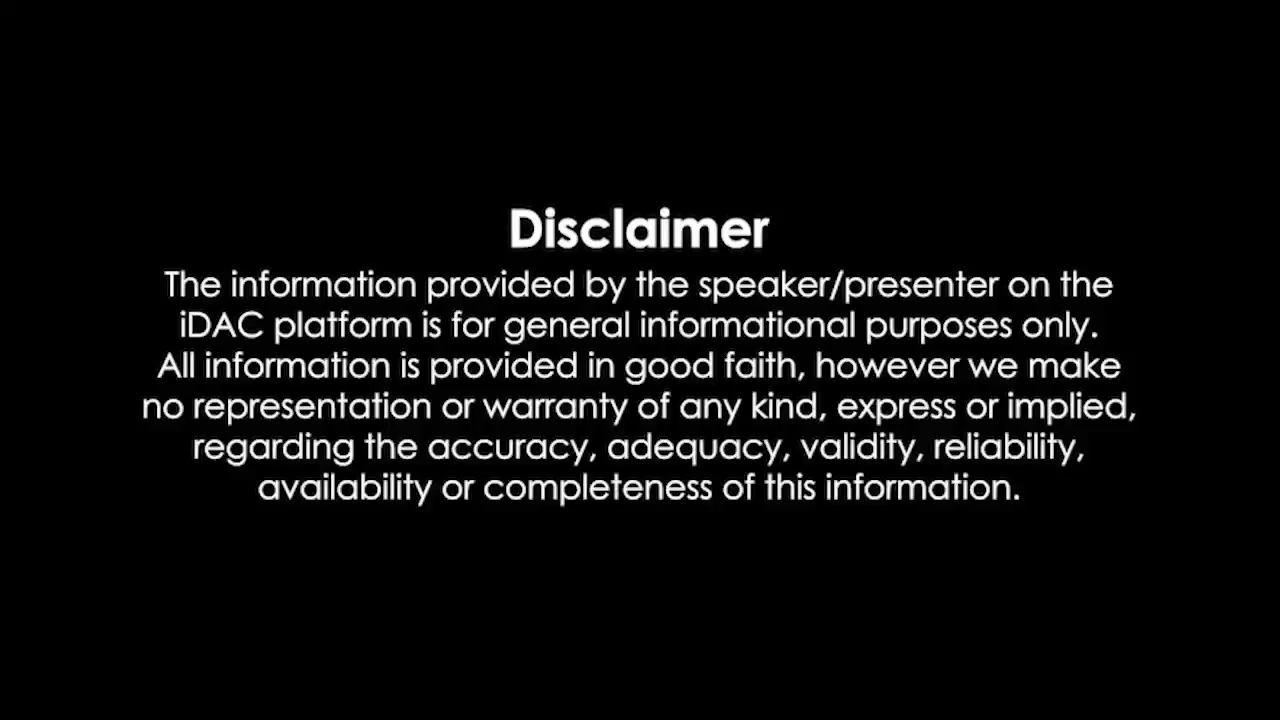 Disclaimer
The information provided by the speaker/presenter on the
iDAC platform is for general informational purposes only.
All information is provided in good faith, however we make
no representation or warranty of any kind, express or implied,
regarding the accuracy, adequacy, validity, reliability,
availability or completeness of this information.